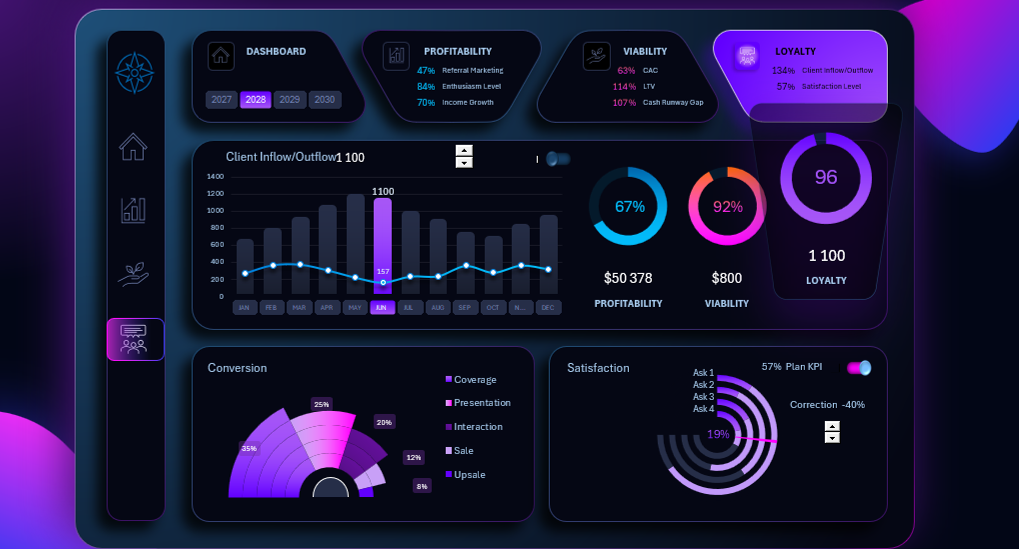 DASHBOARD
2027 2028 2029 2030
PROFITABILITY
47% Referral Marketing
84% Enthusiasm Level
70% Income Growth
VIABILITY
63% CAC
114% LTV
107% Cash Runway Gap
LOYALTY
134% Client Inflow/Outflow
57% Satisfaction Level
Client Inflow/Outflow 1 100
I
1400
1200
1000
800
600
400
200
0
1100
157
JAN FEB MAR APR MAY JUN JUL AUG SEP OCT N... DEC
67%
$50 378
PROFITABILITY
92%
$800
VIABILITY
96
1 100
LOYALTY
Conversion
35%
25%
20%
12%
8%
Coverage
Presentation
Interaction
Sale
Upsale
Satisfaction
Ask 1
Ask 2
Ask 3
Ask 4
19%
57% Plan KPI
Correction -40%